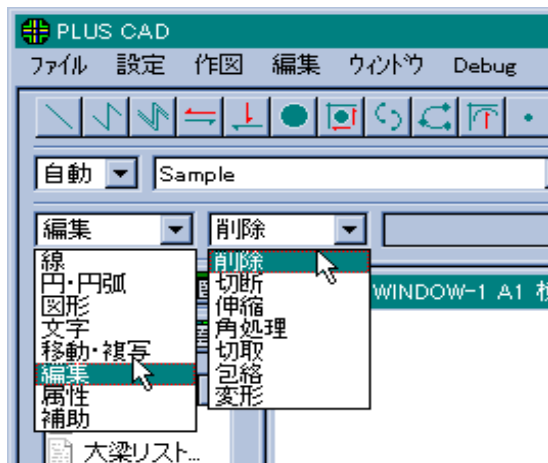 PLUS CAD
ファイル 設定 作図 編集 ウィンドウ Debug
自動 Sample
編集 削除
線
円・円弧
図形
文字
移動・複写
編集
属性
補助
削除
切断
伸縮
角処理
切取
包絡
変形
WINDOW-1 A1
大梁リスト...